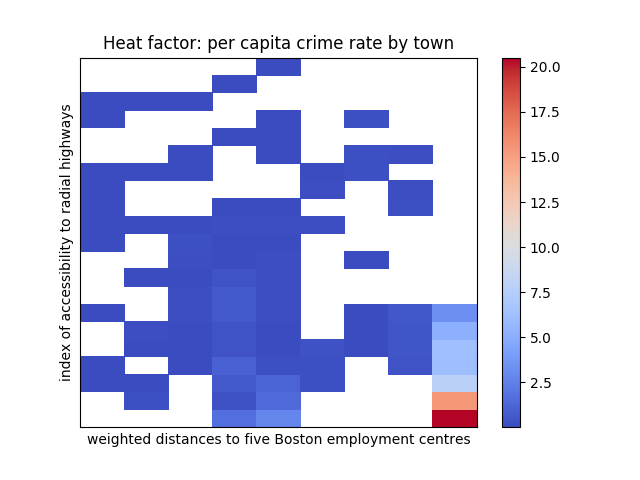 Heat factor: per capita crime rate by town
index of accessibility to radial highways
weighted distances to five Boston employment centres
20.0
17.5
15.0
12.5
10.0
7.5
5.0
2.5